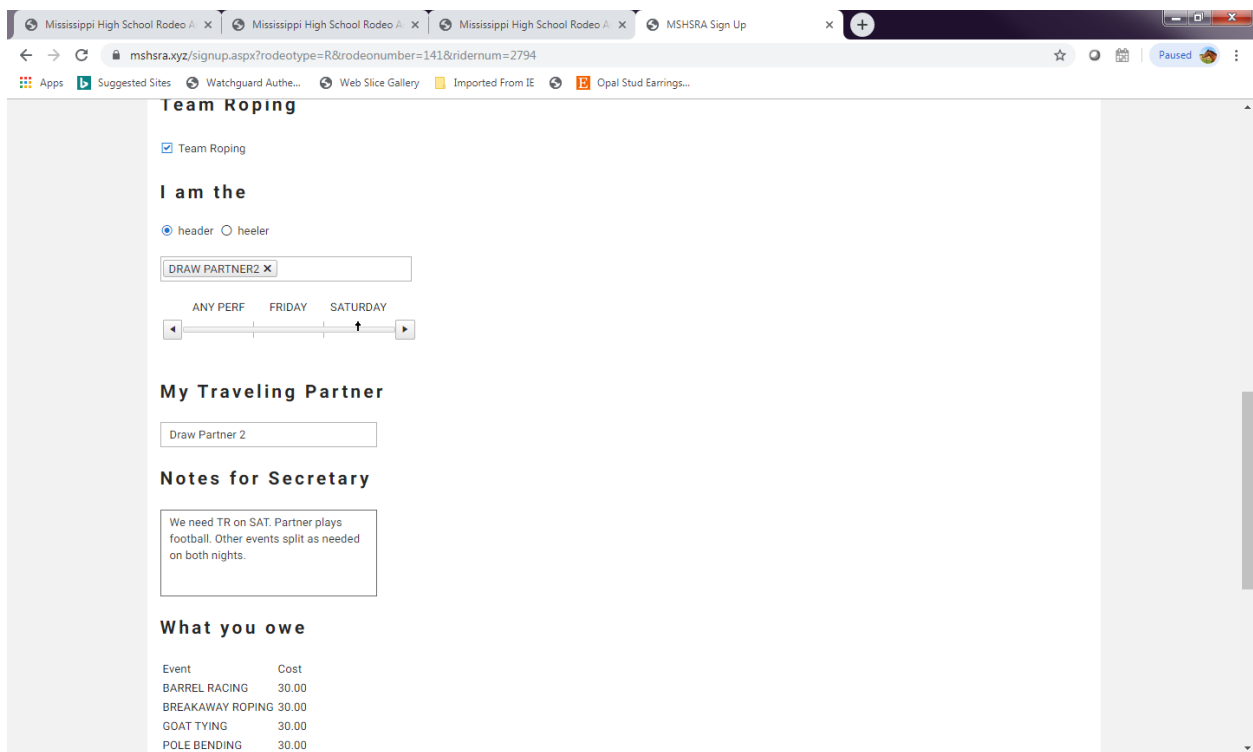 Mississippi High School Rodeo A
Mississippi High School Rodeo A
Mississippi High School Rodeo A
MSHSRA Sign Up
mshsra.xyz/signup.aspx?rodeotype=R&rodeonumber=141&ridernum=2794
Paused
Apps
Suggested Sites
Watchguard Authe...
Web Slice Gallery
Imported From IE
Opal Stud Earrings...
Team Roping
Team Roping
I am the
header heeler
DRAW PARTNER2
ANY PERF FRIDAY SATURDAY
My Traveling Partner
Draw Partner 2
Notes for Secretary
We need TR on SAT. Partner plays
football. Other events split as needed
on both nights.
What you owe
Event Cost
BARREL RACING 30.00
BREAKAWAY ROPING 30.00
GOAT TYING 30.00
POLE BENDING 30.00